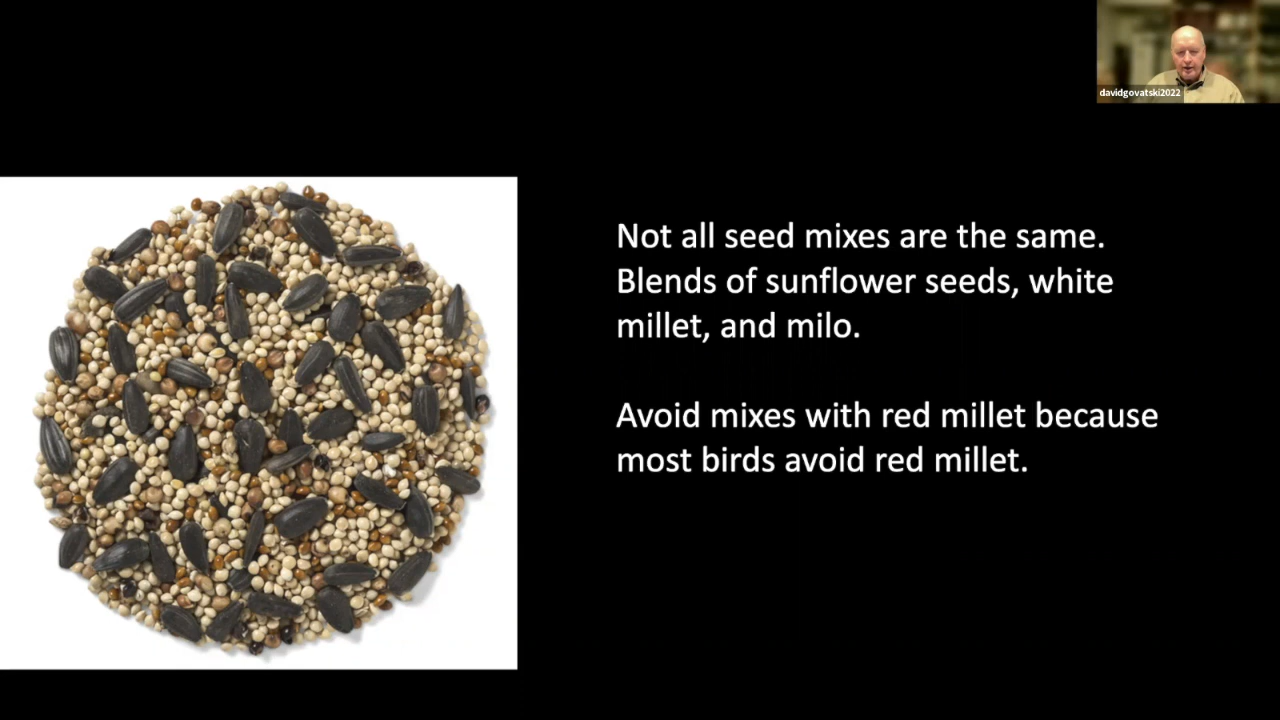 davidgovatski2022
Not all seed mixes are the same.
Blends of sunflower seeds, white
millet, and milo.
Avoid mixes with red millet because
most birds avoid red millet.